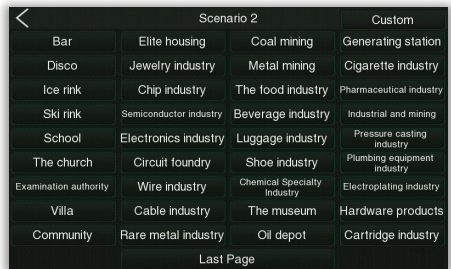 Scenario 2
Custom
Bar
Elite housing
Coal mining
Generating station
Disco
Jewelry industry
Metal mining
Cigarette industry
Ice rink
Chip industry
The food industry
Pharmaceutical industry
Ski rink
Semiconductor industry
Beverage industry
Industrial and mining
School
Electronics industry
Luggage industry
Pressure casting
industry
The church
Circuit foundry
Shoe industry
Plumbing equipment
industry
Examination authority
Wire industry
Chemical Specialty
Industry
Electroplating industry
Villa
Cable industry
The museum
Hardware products
Community
Rare metal industry
Oil depot
Cartridge industry
Last Page